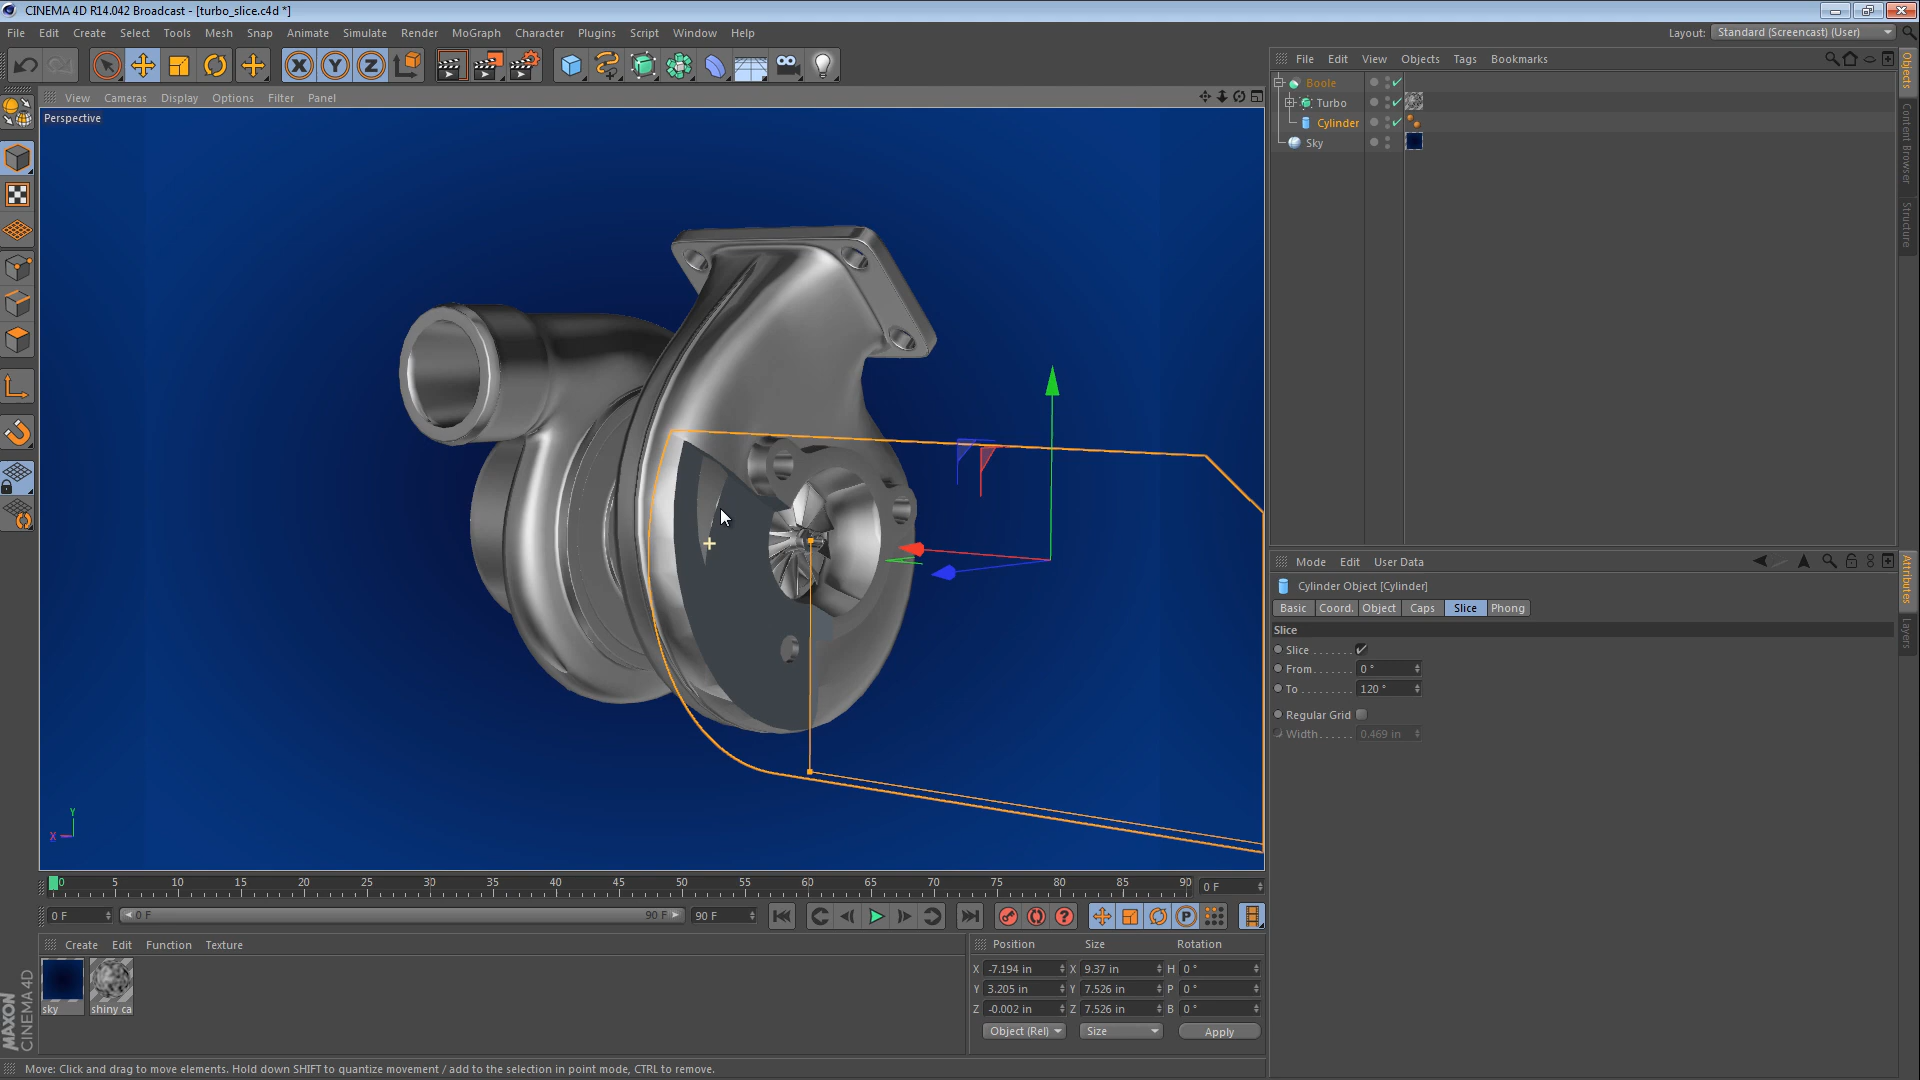 CINEMA 4D R14.042 Broadcast - [turbo_slice.c4d *]
File Edit Create Select Tools Mesh Snap Animate Simulate Render MoGraph Character Plugins Script Window Help
Layout: Standard (Screencast) (User)
File Edit View Objects Tags Bookmarks
View Cameras Display Options Filter Panel
Perspective
Boole
Turbo
Cylinder
Sky
Objects
Content Browser
Structure
Mode Edit User Data
Cylinder Object [Cylinder]
Basic Coord. Object Caps Slice Phong
Slice
Slice . . . . . . .
From. . . . . . . 0 °
To . . . . . . . . . 120 °
Regular Grid
Width. . . . . . 0.469 in
Attributes
Layers
Y
X
0 5 10 15 20 25 30 35 40 45 50 55 60 65 70 75 80 85 90
0 F
0 F 0 F 90 F 90 F
P
Create Edit Function Texture
sky shiny ca
Position Size Rotation
X -7.194 in X 9.37 in H 0 °
Y 3.205 in Y 7.526 in P 0 °
Z -0.002 in Z 7.526 in B 0 °
Object (Rel) Size Apply
MAXON
CINEMA 4D
Move: Click and drag to move elements. Hold down SHIFT to quantize movement / add to the selection in point mode, CTRL to remove.